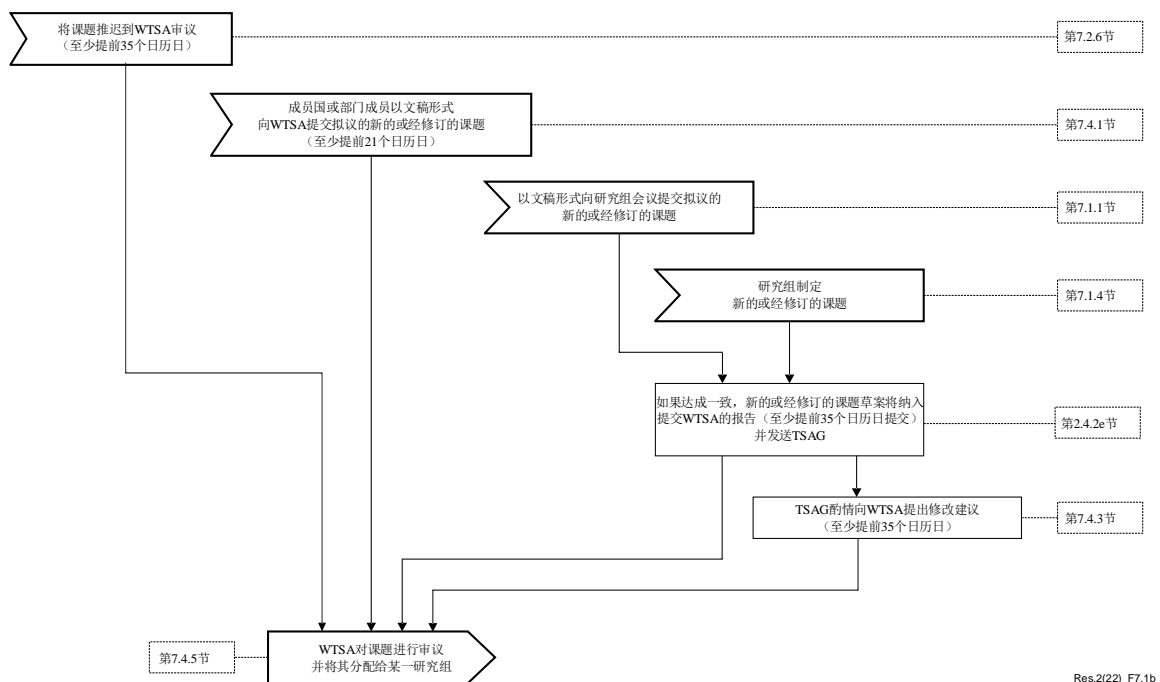 将课题推迟到WTSA审议
（至少提前35个日历日）
第7.2.6节
成员国或部门成员以文稿形式
向WTSA提交拟议的新的或经修订的课题
（至少提前21个日历日）
第7.4.1节
以文稿形式向研究组会议提交拟议的
新的或经修订的课题
第7.1.1节
研究组制定
新的或经修订的课题
第7.1.4节
如果达成一致，新的或经修订的课题草案将纳入
提交WTSA的报告（至少提前35个日历日提交）
并发送TSAG
第2.4.2e节
TSAG酌情向WTSA提出修改建议
（至少提前35个日历日）
第7.4.3节
第7.4.5节
WTSA对课题进行审议
并将其分配给某一研究组
Res.2(22)_F7.1b